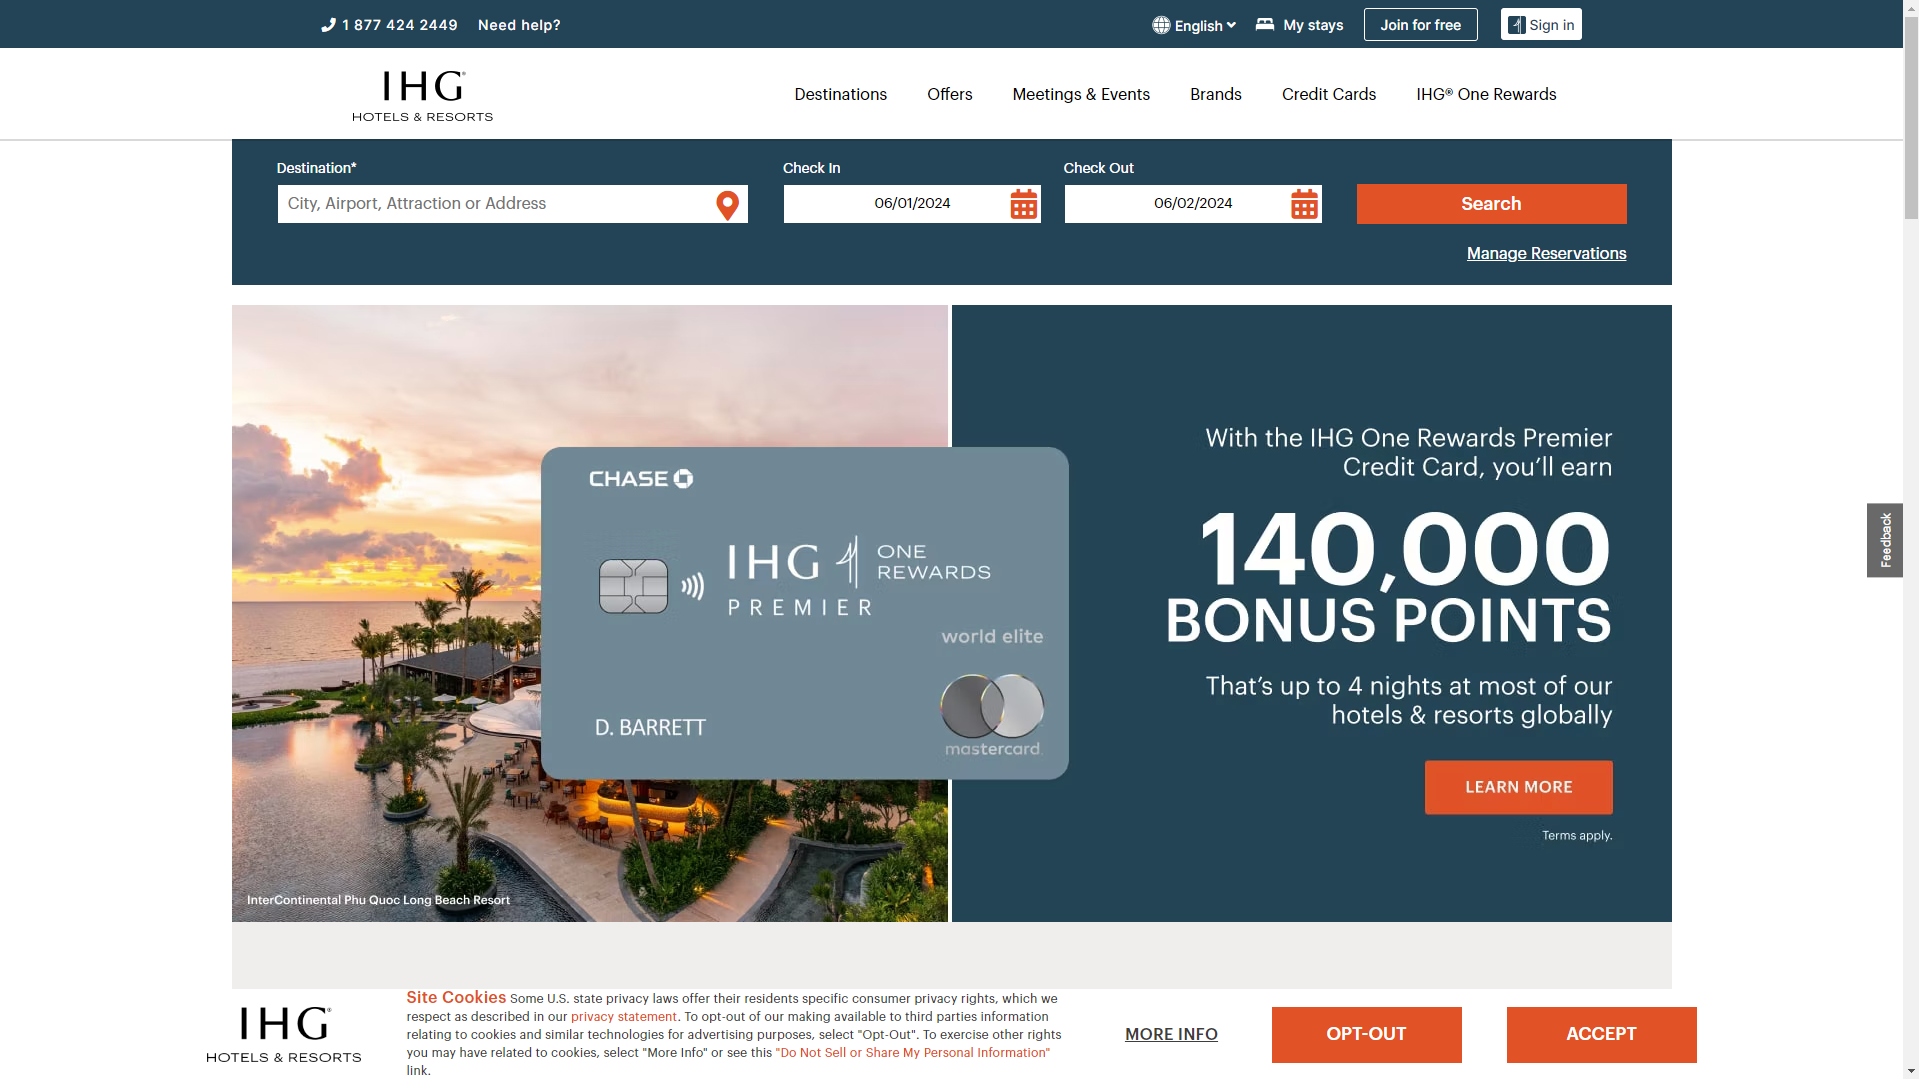 1 877 424 2449 Need help? English My stays Join for free Sign in
IHG®
HOTELS & RESORTS
Destinations Offers Meetings & Events Brands Credit Cards IHG® One Rewards
Destination* Check In Check Out
City, Airport, Attraction or Address 06/01/2024 06/02/2024 Search
Manage Reservations
CHASE
IHG ONE REWARDS
PREMIER
world elite
D. BARRETT
mastercard.
InterContinental Phu Quoc Long Beach Resort
With the IHG One Rewards Premier
Credit Card, you'll earn
140,000
BONUS POINTS
That's up to 4 nights at most of our
hotels & resorts globally
LEARN MORE
Terms apply.
Feedback
IHG®
HOTELS & RESORTS
Site Cookies Some U.S. state privacy laws offer their residents specific consumer privacy rights, which we
respect as described in our privacy statement. To opt-out of our making available to third parties information
relating to cookies and similar technologies for advertising purposes, select "Opt-Out". To exercise other rights
you may have related to cookies, select "More Info" or see this "Do Not Sell or Share My Personal Information"
link.
MORE INFO OPT-OUT ACCEPT